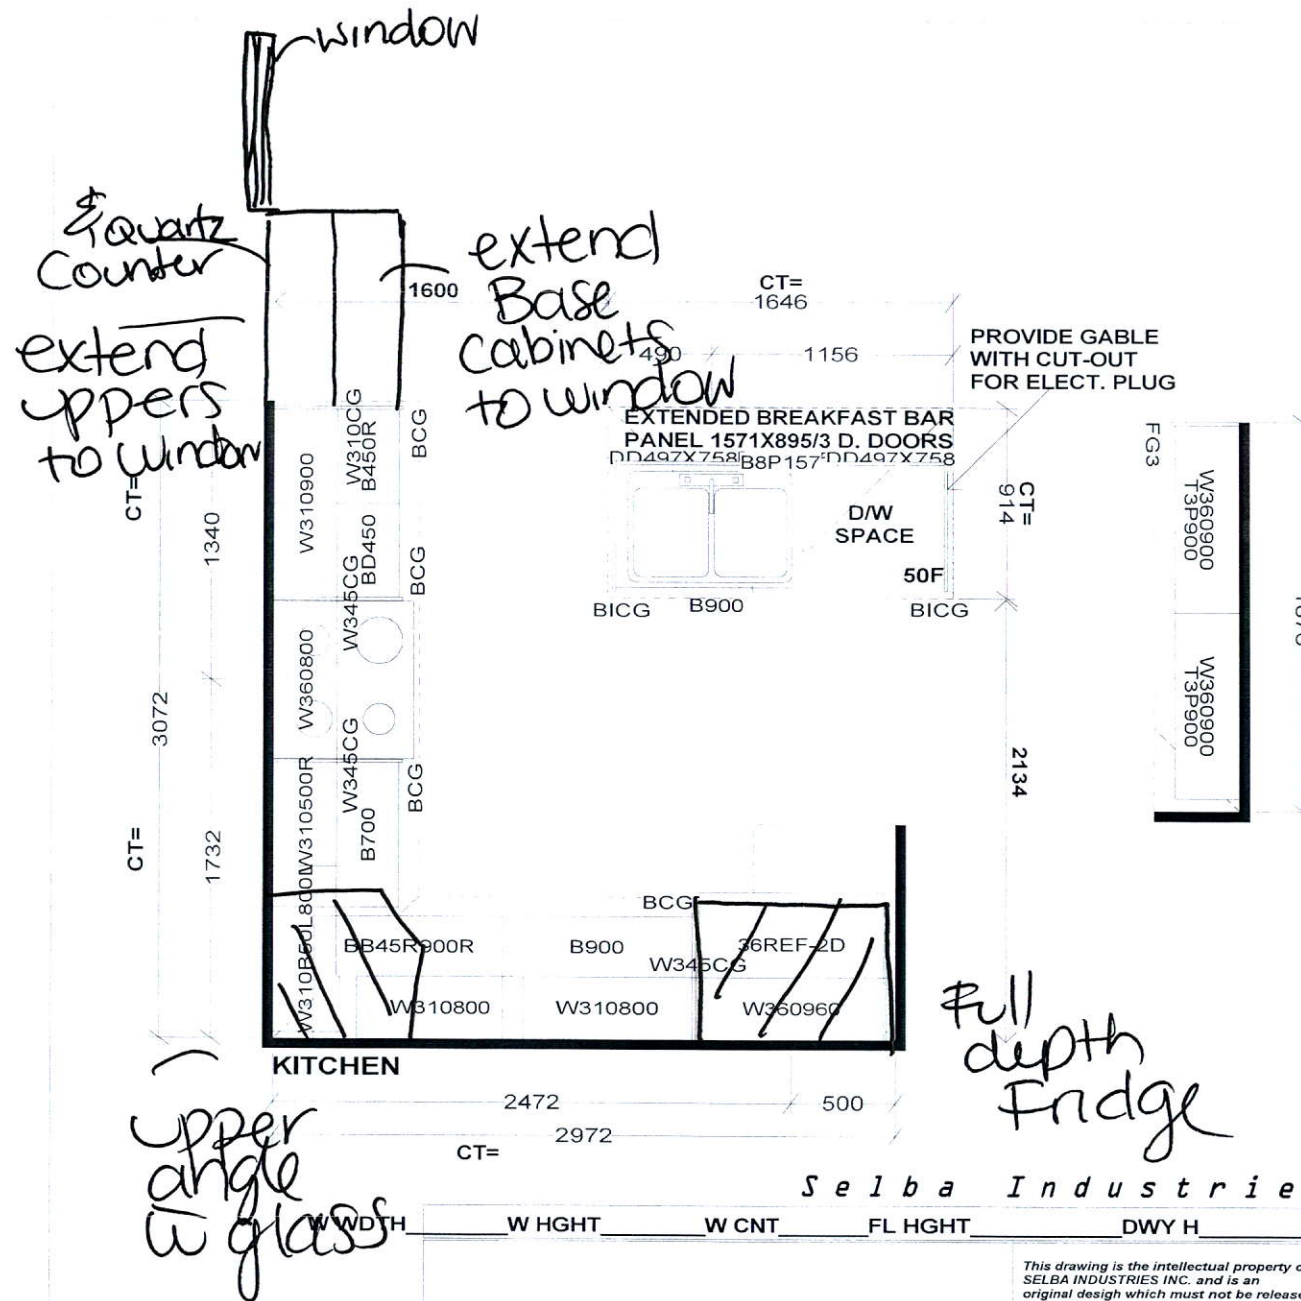 window
& Quartz
Counter
extend
uppers
to window
extend
Base
cabinets
to window
1600
CT=
1646
490
1156
PROVIDE GABLE
WITH CUT-OUT
FOR ELECT. PLUG
EXTENDED BREAKFAST BAR
PANEL 1571X895/3 D. DOORS
DD497X758
B8P157
DD497X758
D/W
SPACE
50F
BICG
B900
BICG
CT=
914
2134
FG3
W360900
T3P900
W360900
T3P900
CT=
1340
3072
CT=
1732
W310900
W310CG
B450R
BCG
BD450
BCG
W345CG
W360800
W345CG
BCG
W310500R
B700
BCG
BB45R900R
B900
36REF-2D
W345CG
W310800
W310800
W360960
KITCHEN
2472
500
2972
CT=
upper
angle
w glass
Full
depth
Fridge
Selba Industrie
W WDTH W HGHT W CNT FL HGHT DWY H
This drawing is the intellectual property o
SELBA INDUSTRIES INC. and is an
original desigh which must not be release